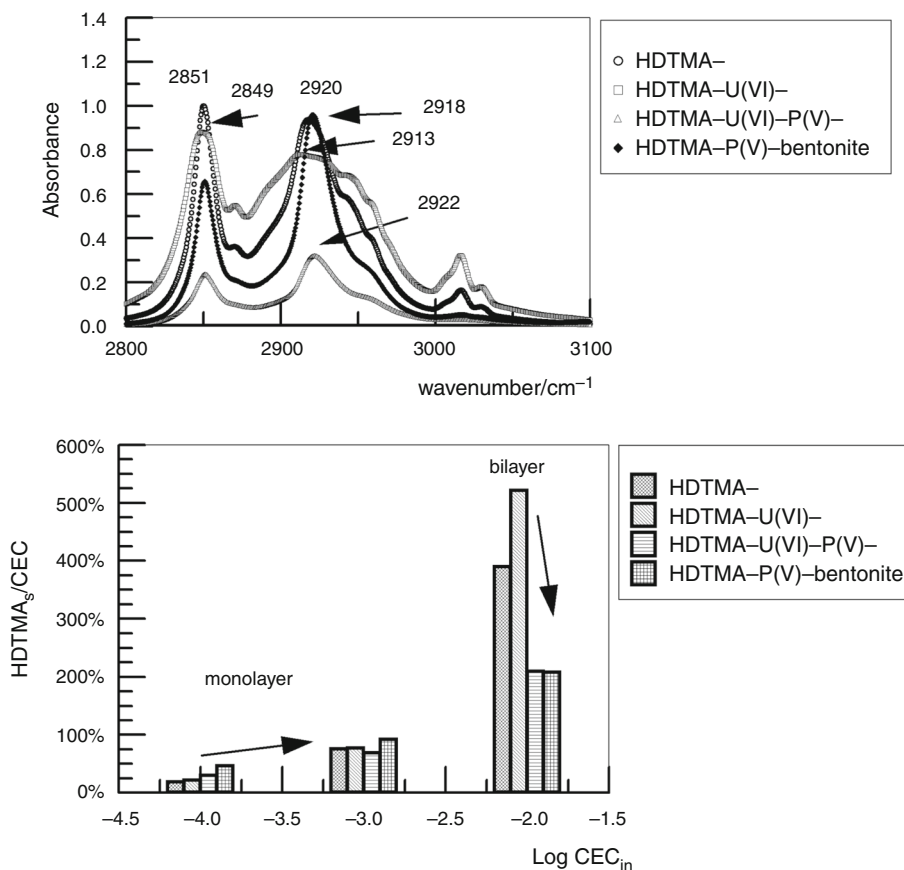 1.4
1.2
1.0
0.8
0.6
0.4
0.2
0.0
Absorbance
2851
2849
2920
2918
2913
2922
2800
2900
3000
3100
wavenumber/cm⁻¹
HDTMA–
HDTMA–U(VI)–
HDTMA–U(VI)–P(V)–
HDTMA–P(V)–bentonite
600%
500%
400%
300%
200%
100%
0%
HDTMAₛ/CEC
monolayer
bilayer
–4.5
–4.0
–3.5
–3.0
–2.5
–2.0
–1.5
Log CECin
HDTMA–
HDTMA–U(VI)–
HDTMA–U(VI)–P(V)–
HDTMA–P(V)–bentonite